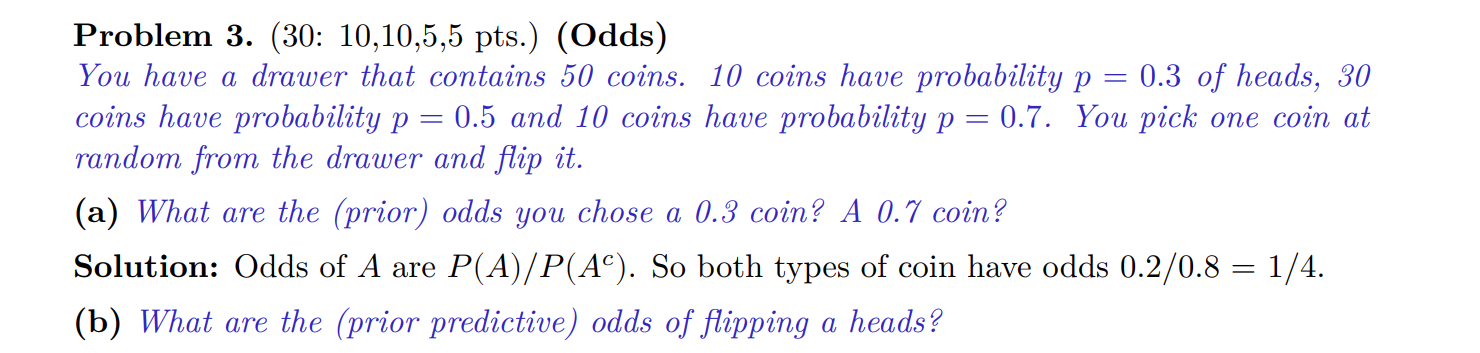 Problem 3. (30: 10,10,5,5 pts.) (Odds)
You have a drawer that contains 50 coins. 10 coins have probability p = 0.3 of heads, 30
coins have probability p = 0.5 and 10 coins have probability p = 0.7. You pick one coin at
random from the drawer and flip it.
(a) What are the (prior) odds you chose a 0.3 coin? A 0.7 coin?
Solution: Odds of A are P(A)/P(Aᶜ). So both types of coin have odds 0.2/0.8 = 1/4.
(b) What are the (prior predictive) odds of flipping a heads?